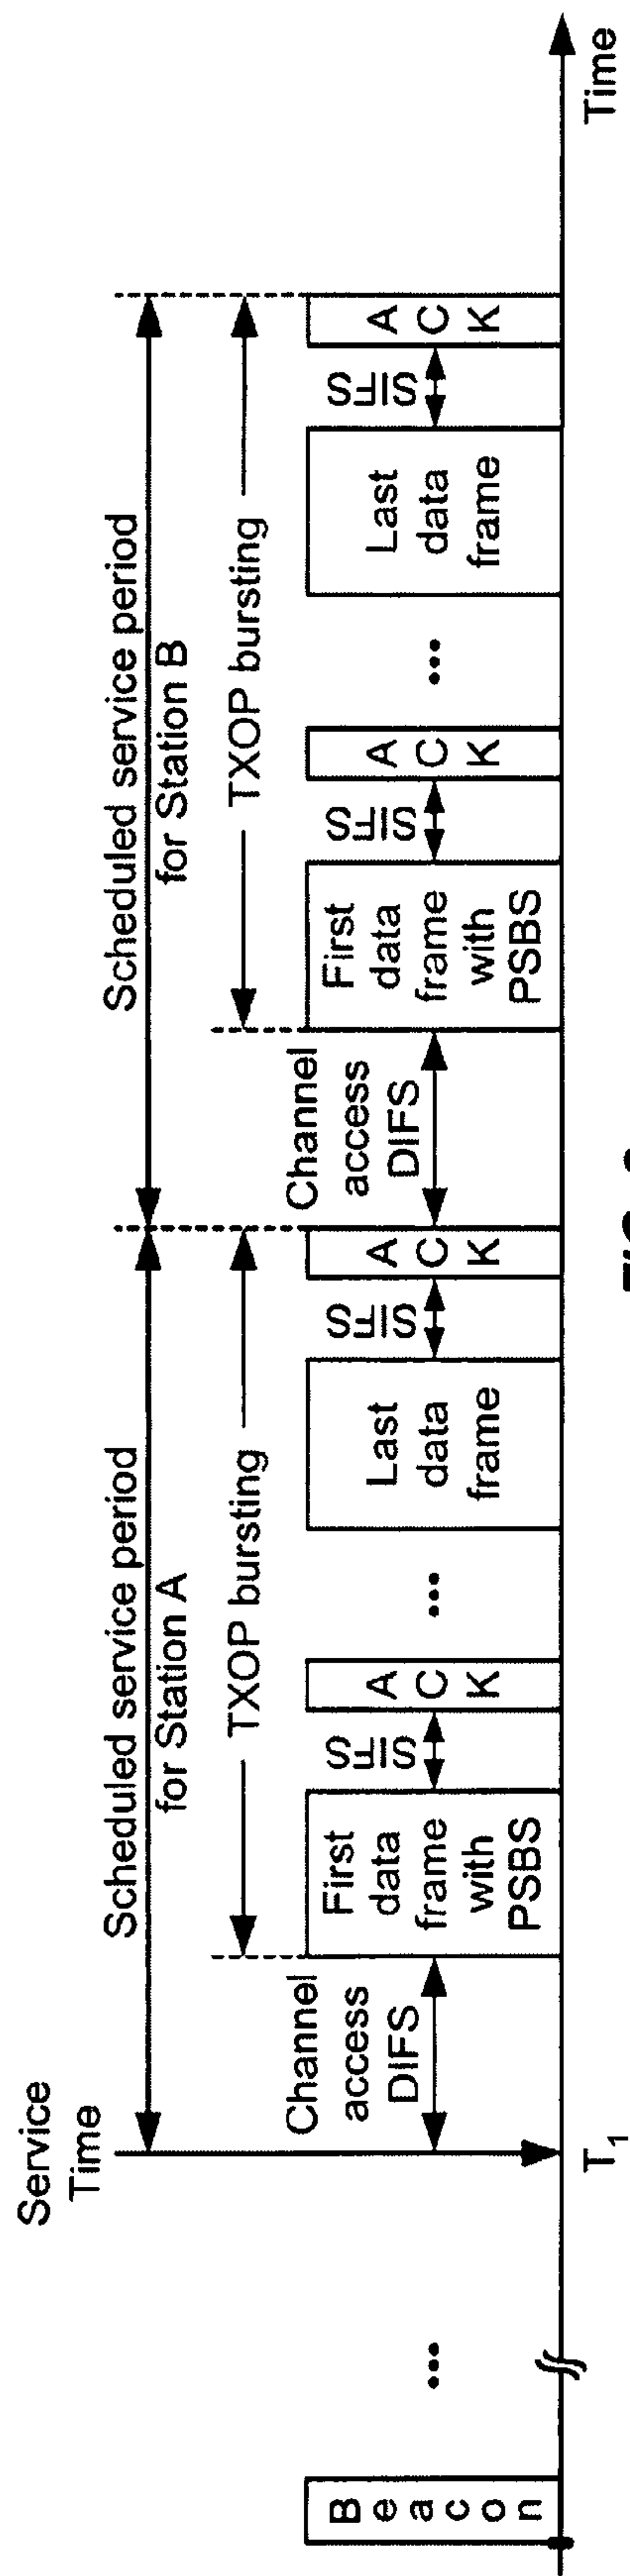 Service
Time
Scheduled service period
for Station A
Scheduled service period
for Station B
TXOP bursting
TXOP bursting
Beacon
...
Channel
access
DIFS
First
data
frame
with
PSBS
SIFS
ACK
...
Last
data
frame
SIFS
ACK
Channel
access
DIFS
First
data
frame
with
PSBS
SIFS
ACK
...
Last
data
frame
SIFS
ACK
T1
Time